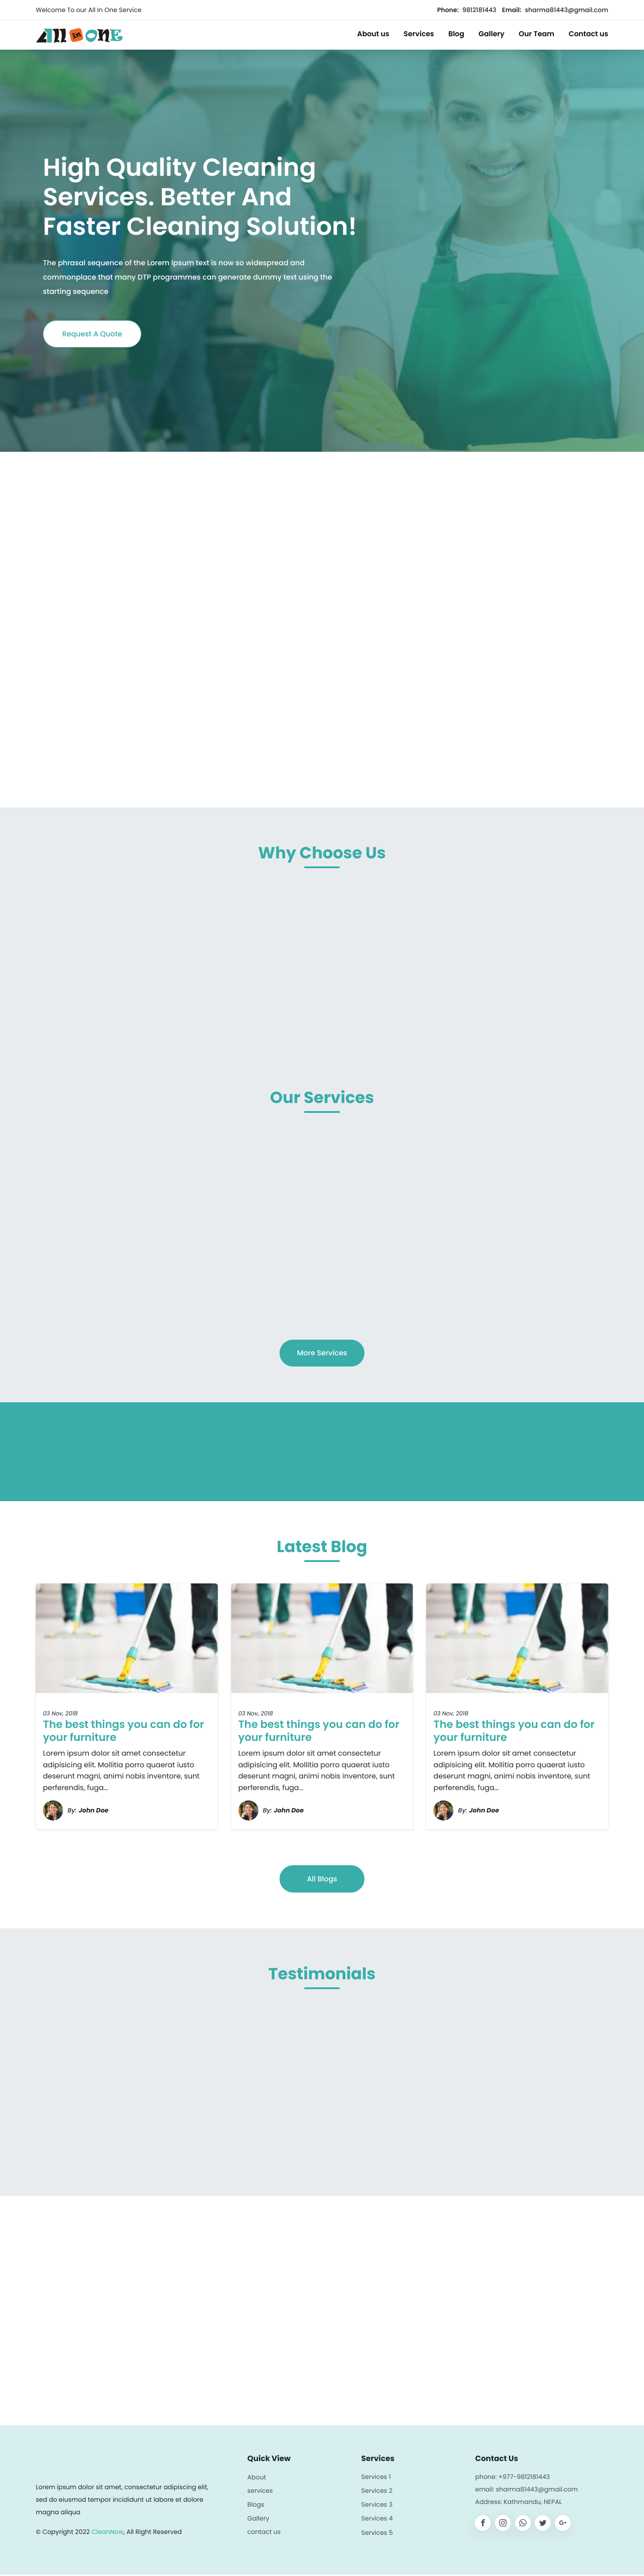 Welcome To our All In One Service
Phone: 9812181443 Email: sharma81443@gmail.com
All In ONE
About us Services Blog Gallery Our Team Contact us
High Quality Cleaning
Services. Better And
Faster Cleaning Solution!
The phrasal sequence of the Lorem Ipsum text is now so widespread and
commonplace that many DTP programmes can generate dummy text using the
starting sequence
Request A Quote
Why Choose Us
Our Services
More Services
Latest Blog
03 Nov, 2018
The best things you can do for
your furniture
Lorem ipsum dolor sit amet consectetur
adipisicing elit. Mollitia porro quaerat iusto
deserunt magni, animi nobis inventore, sunt
perferendis, fuga...
By: John Doe
03 Nov, 2018
The best things you can do for
your furniture
Lorem ipsum dolor sit amet consectetur
adipisicing elit. Mollitia porro quaerat iusto
deserunt magni, animi nobis inventore, sunt
perferendis, fuga...
By: John Doe
03 Nov, 2018
The best things you can do for
your furniture
Lorem ipsum dolor sit amet consectetur
adipisicing elit. Mollitia porro quaerat iusto
deserunt magni, animi nobis inventore, sunt
perferendis, fuga...
By: John Doe
All Blogs
Testimonials
Lorem ipsum dolor sit amet, consectetur adipiscing elit,
sed do eiusmod tempor incididunt ut labore et dolore
magna aliqua
© Copyright 2022 CleanNow, All Right Reserved
Quick View
About
services
Blogs
Gallery
contact us
Services
Services 1
Services 2
Services 3
Services 4
Services 5
Contact Us
phone: +977-9812181443
email: sharma81443@gmail.com
Address: Kathmandu, NEPAL